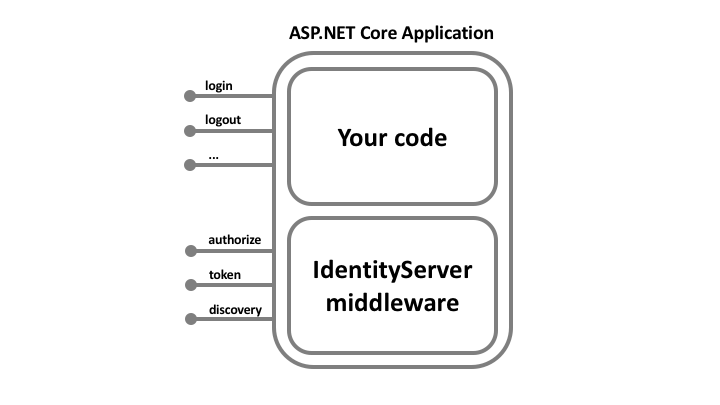 ASP.NET Core Application
login
logout
...
Your code
authorize
token
discovery
IdentityServer
middleware